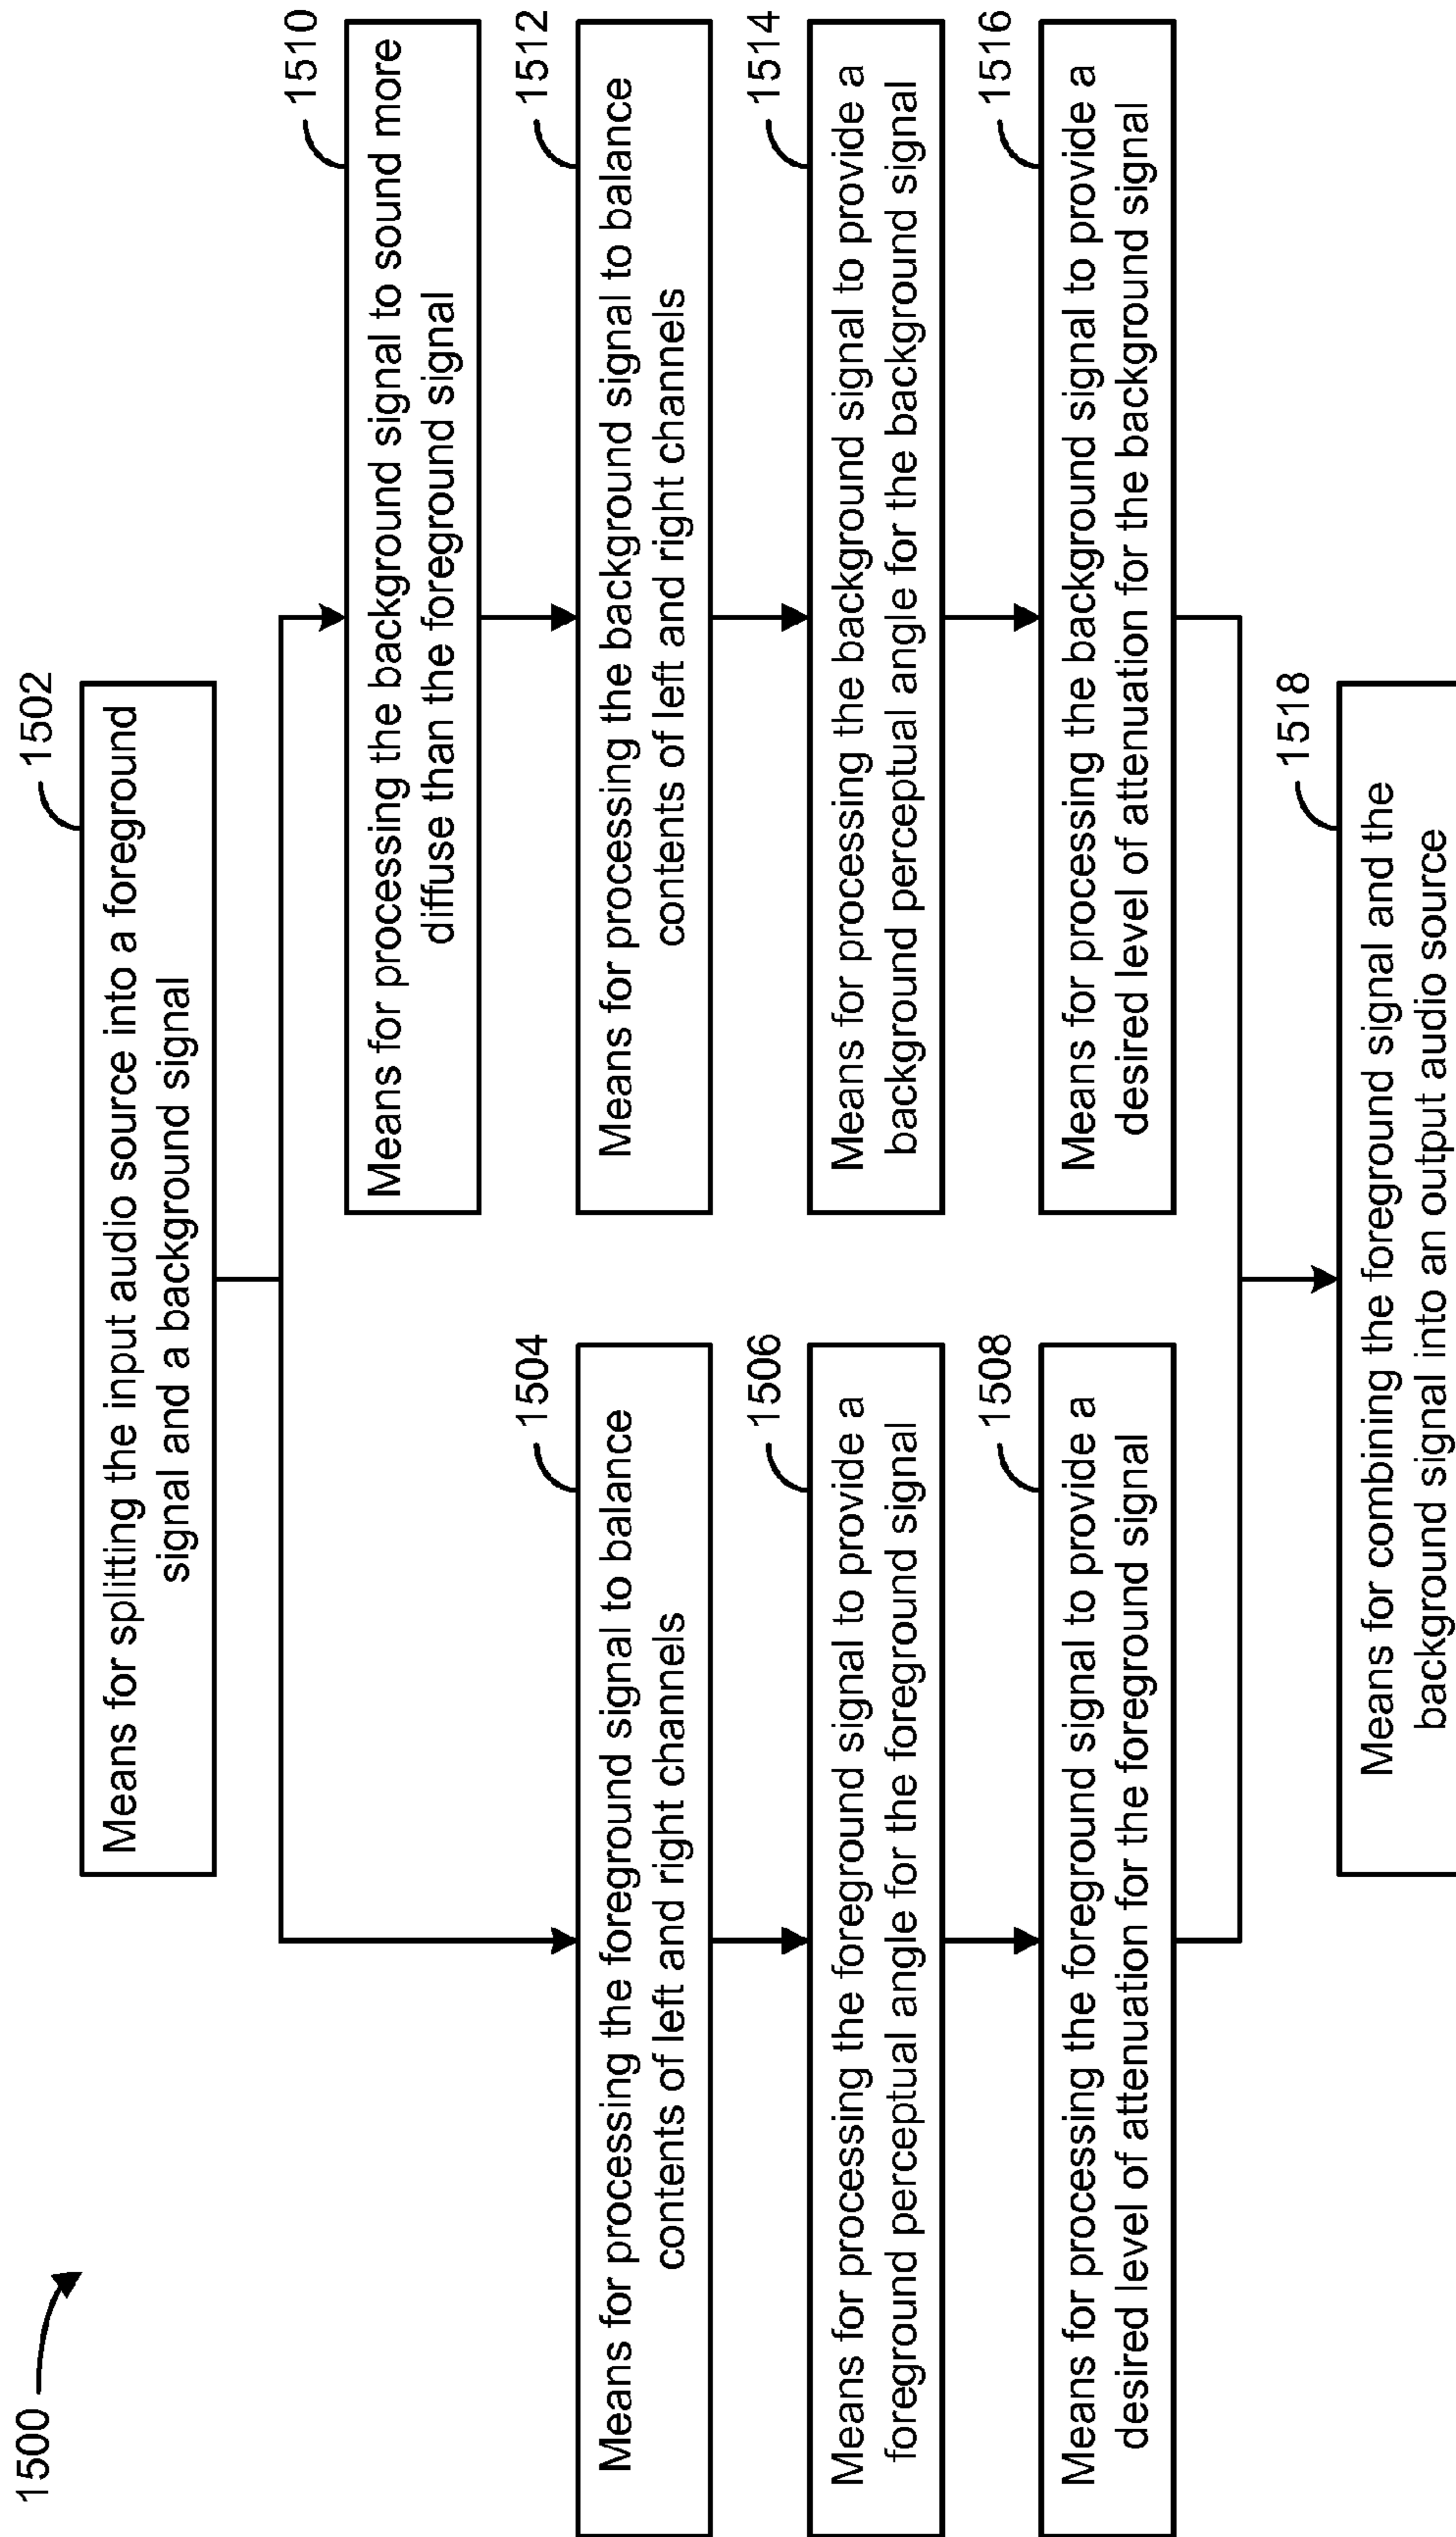 1500
1502
Means for splitting the input audio source into a foreground
signal and a background signal
1504
Means for processing the foreground signal to balance
contents of left and right channels
1506
Means for processing the foreground signal to provide a
foreground perceptual angle for the foreground signal
1508
Means for processing the foreground signal to provide a
desired level of attenuation for the foreground signal
1510
Means for processing the background signal to sound more
diffuse than the foreground signal
1512
Means for processing the background signal to balance
contents of left and right channels
1514
Means for processing the background signal to provide a
background perceptual angle for the background signal
1516
Means for processing the background signal to provide a
desired level of attenuation for the background signal
1518
Means for combining the foreground signal and the
background signal into an output audio source